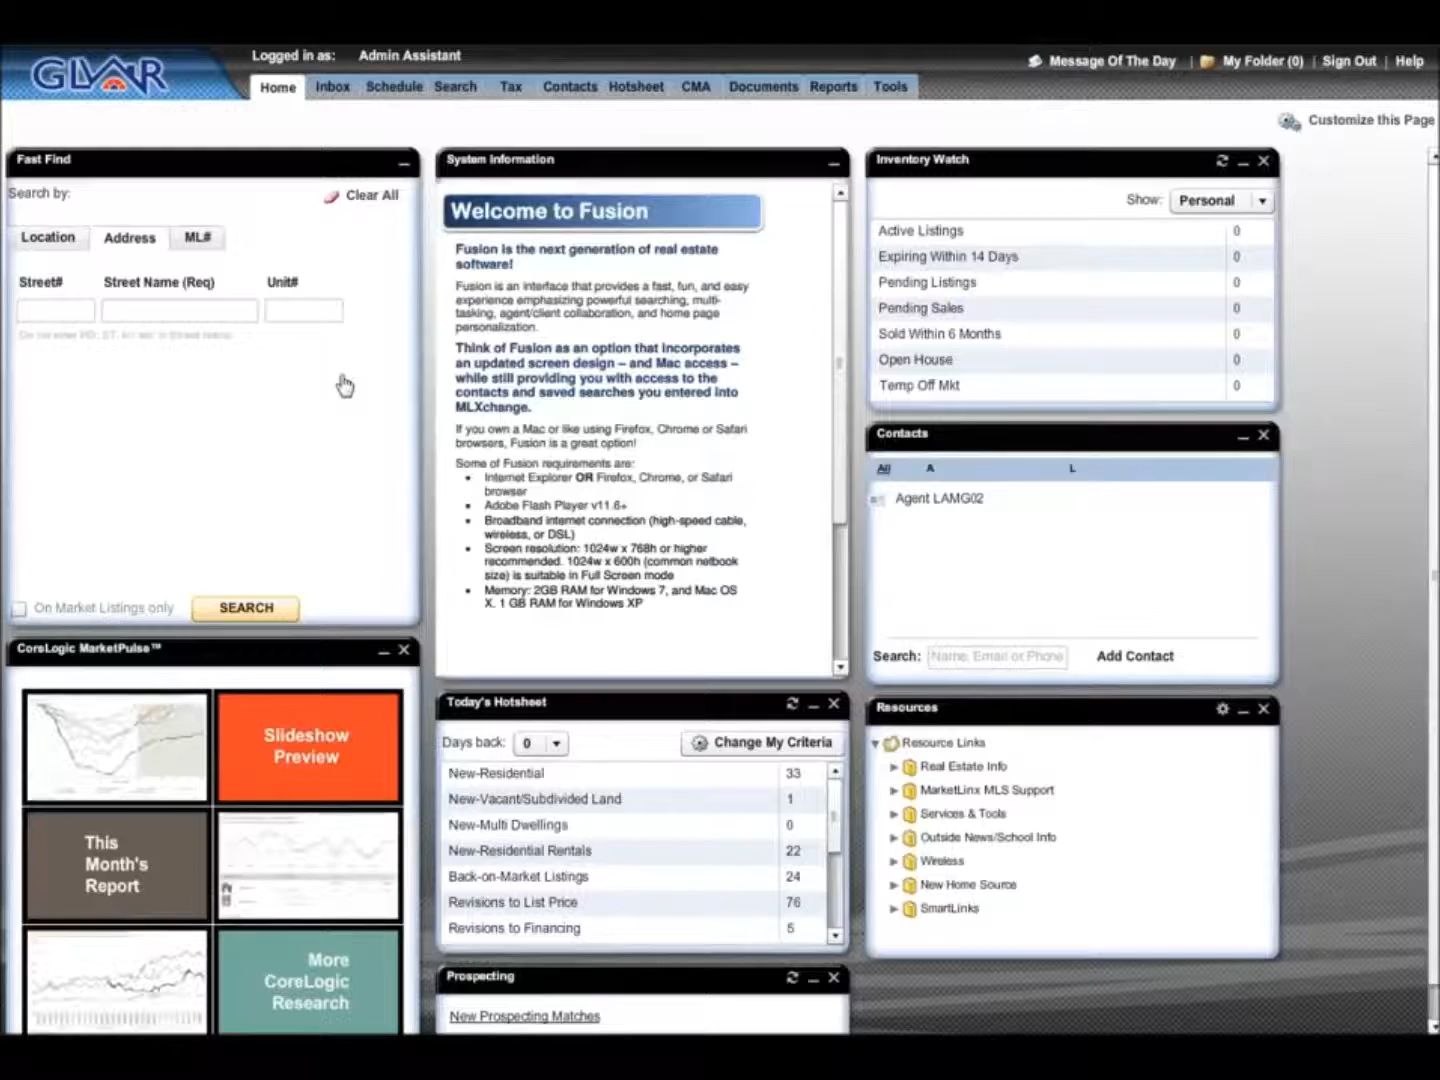 GLVAR
Logged in as: Admin Assistant
Message Of The Day | My Folder (0) | Sign Out | Help
Home Inbox Schedule Search Tax Contacts Hotsheet CMA Documents Reports Tools
Customize this Page
Fast Find
Search by:
Clear All
Location Address ML#
Street# Street Name (Req) Unit#
On Market Listings only
SEARCH
CoreLogic MarketPulse™
Slideshow
Preview
This
Month's
Report
More
CoreLogic
Research
System Information
Welcome to Fusion
Fusion is the next generation of real estate
software!
Fusion is an interface that provides a fast, fun, and easy
experience emphasizing powerful searching, multi-
tasking, agent/client collaboration, and home page
personalization.
Think of Fusion as an option that incorporates
an updated screen design – and Mac access –
while still providing you with access to the
contacts and saved searches you entered into
MLXchange.
If you own a Mac or like using Firefox, Chrome or Safari
browsers, Fusion is a great option!
Some of Fusion requirements are:
• Internet Explorer OR Firefox, Chrome, or Safari
browser
• Adobe Flash Player v11.6+
• Broadband internet connection (high-speed cable,
wireless, or DSL)
• Screen resolution: 1024w x 768h or higher
recommended. 1024w x 600h (common netbook
size) is suitable in Full Screen mode
• Memory: 2GB RAM for Windows 7, and Mac OS
X. 1 GB RAM for Windows XP
Today's Hotsheet
Days back: 0
Change My Criteria
New-Residential 33
New-Vacant/Subdivided Land 1
New-Multi Dwellings 0
New-Residential Rentals 22
Back-on-Market Listings 24
Revisions to List Price 76
Revisions to Financing 5
Prospecting
New Prospecting Matches
Inventory Watch
Show: Personal
Active Listings 0
Expiring Within 14 Days 0
Pending Listings 0
Pending Sales 0
Sold Within 6 Months 0
Open House 0
Temp Off Mkt 0
Contacts
All A L
Agent LAMG02
Search: Name, Email or Phone Add Contact
Resources
Resource Links
Real Estate Info
MarketLinx MLS Support
Services & Tools
Outside News/School Info
Wireless
New Home Source
SmartLinks